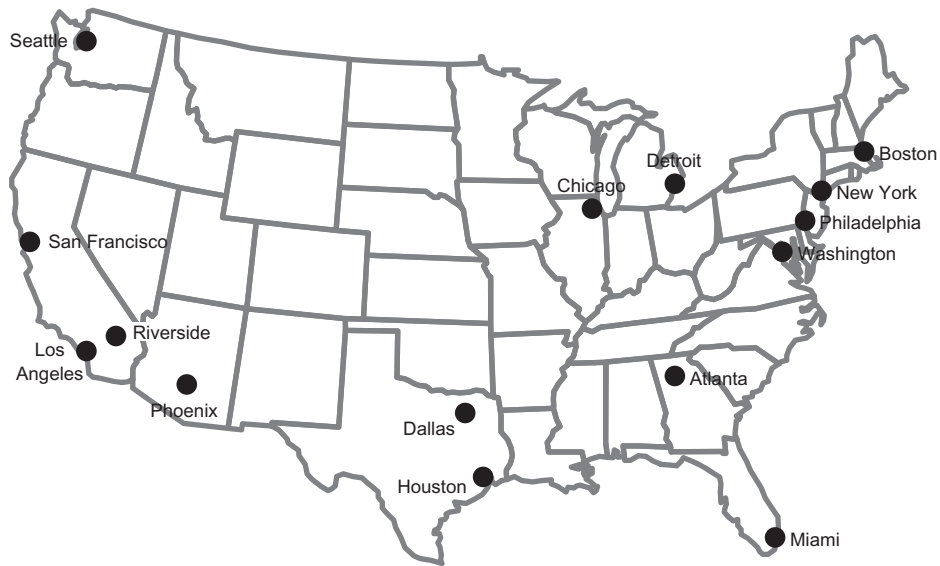 Seattle
Boston
Detroit
Chicago
New York
Philadelphia
San Francisco
Washington
Riverside
Los
Angeles
Atlanta
Phoenix
Dallas
Houston
Miami